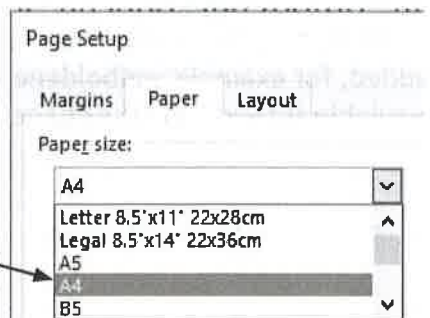 Page Setup
Margins Paper Layout
Paper size:
A4
Letter 8.5"x11" 22x28cm
Legal 8.5"x14" 22x36cm
A5
A4
B5